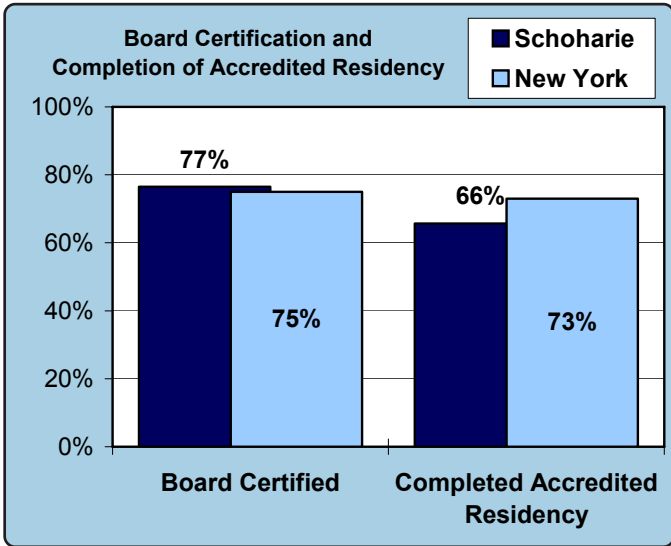 Board Certification and
Completion of Accredited Residency
Schoharie
New York
100%
80%
60%
40%
20%
0%
77%
75%
66%
73%
Board Certified
Completed Accredited
Residency